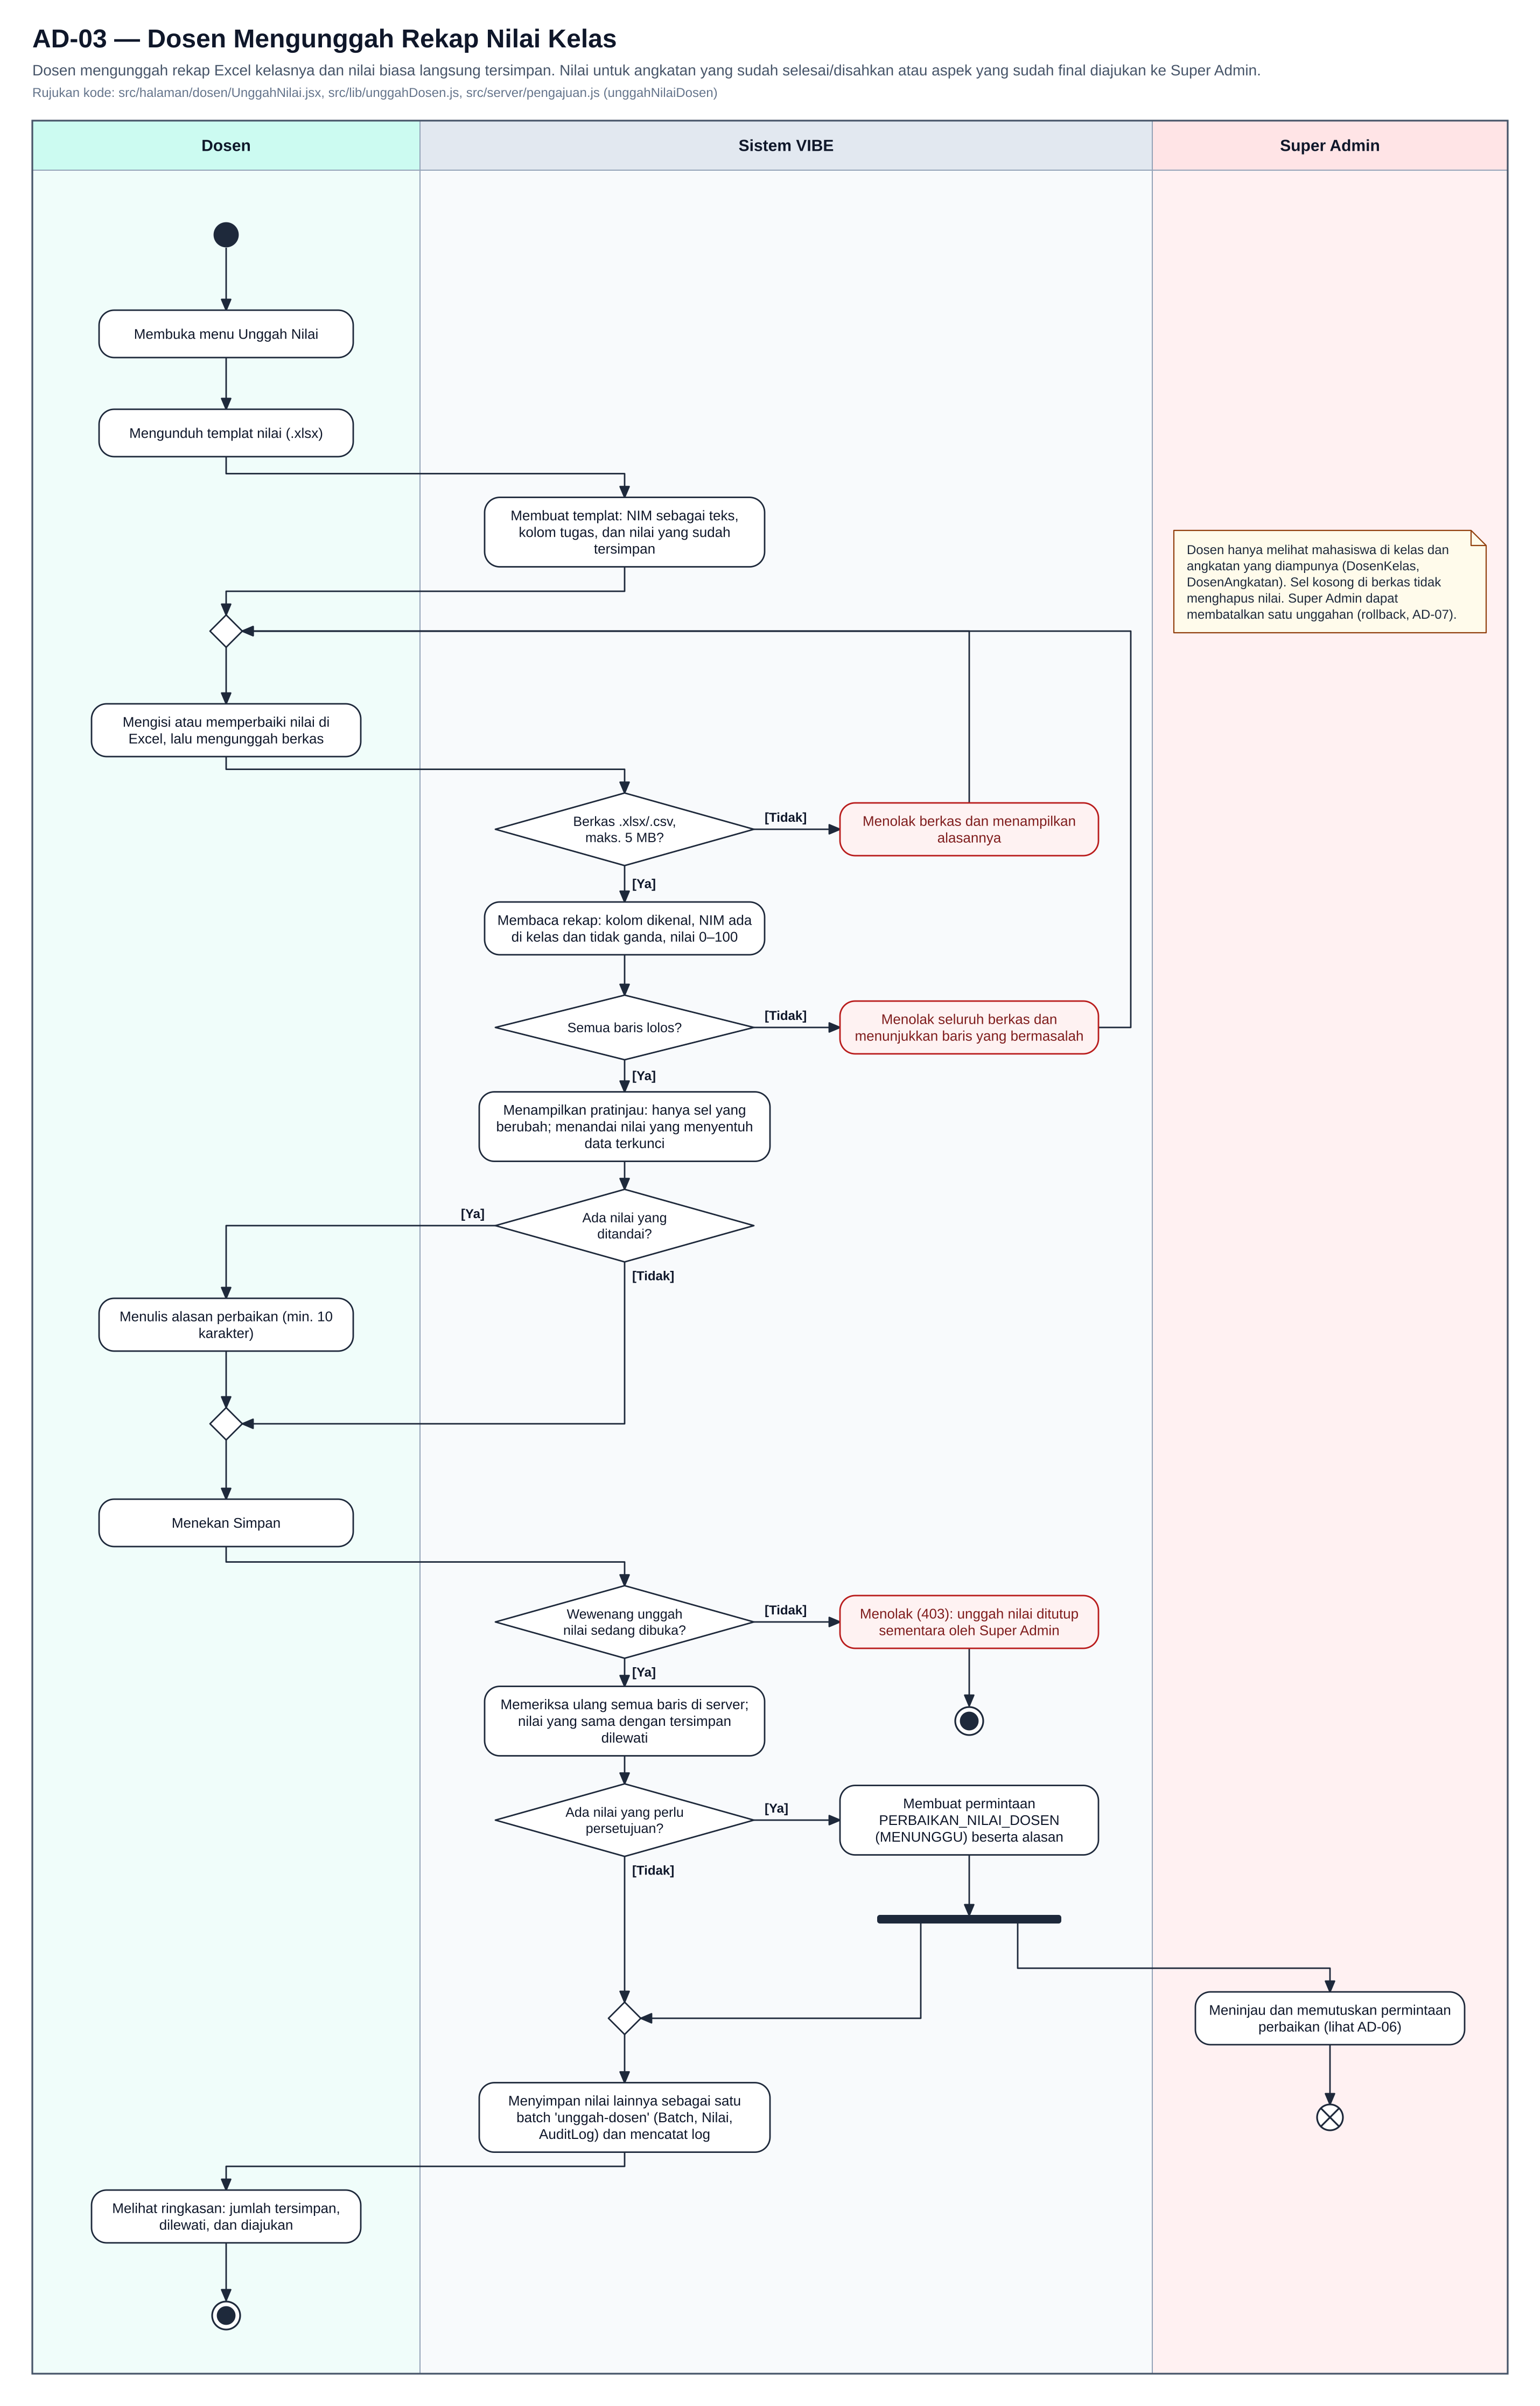 AD-03 — Dosen Mengunggah Rekap Nilai Kelas
Dosen mengunggah rekap Excel kelasnya dan nilai biasa langsung tersimpan. Nilai untuk angkatan yang sudah selesai/disahkan atau aspek yang sudah final diajukan ke Super Admin.
Rujukan kode: src/halaman/dosen/UnggahNilai.jsx, src/lib/unggahDosen.js, src/server/pengajuan.js (unggahNilaiDosen)
Dosen
Sistem VIBE
Super Admin
Membuka menu Unggah Nilai
Mengunduh templat nilai (.xlsx)
Membuat templat: NIM sebagai teks,
kolom tugas, dan nilai yang sudah
tersimpan
Dosen hanya melihat mahasiswa di kelas dan
angkatan yang diampunya (DosenKelas,
DosenAngkatan). Sel kosong di berkas tidak
menghapus nilai. Super Admin dapat
membatalkan satu unggahan (rollback, AD-07).
Mengisi atau memperbaiki nilai di
Excel, lalu mengunggah berkas
Berkas .xlsx/.csv,
maks. 5 MB?
[Tidak]
Menolak berkas dan menampilkan
alasannya
[Ya]
Membaca rekap: kolom dikenal, NIM ada
di kelas dan tidak ganda, nilai 0–100
Semua baris lolos?
[Tidak]
Menolak seluruh berkas dan
menunjukkan baris yang bermasalah
[Ya]
Menampilkan pratinjau: hanya sel yang
berubah; menandai nilai yang menyentuh
data terkunci
[Ya]
Ada nilai yang
ditandai?
[Tidak]
Menulis alasan perbaikan (min. 10
karakter)
Menekan Simpan
Wewenang unggah
nilai sedang dibuka?
[Tidak]
Menolak (403): unggah nilai ditutup
sementara oleh Super Admin
[Ya]
Memeriksa ulang semua baris di server;
nilai yang sama dengan tersimpan
dilewati
Ada nilai yang perlu
persetujuan?
[Ya]
Membuat permintaan
PERBAIKAN_NILAI_DOSEN
(MENUNGGU) beserta alasan
[Tidak]
Meninjau dan memutuskan permintaan
perbaikan (lihat AD-06)
Menyimpan nilai lainnya sebagai satu
batch 'unggah-dosen' (Batch, Nilai,
AuditLog) dan mencatat log
Melihat ringkasan: jumlah tersimpan,
dilewati, dan diajukan